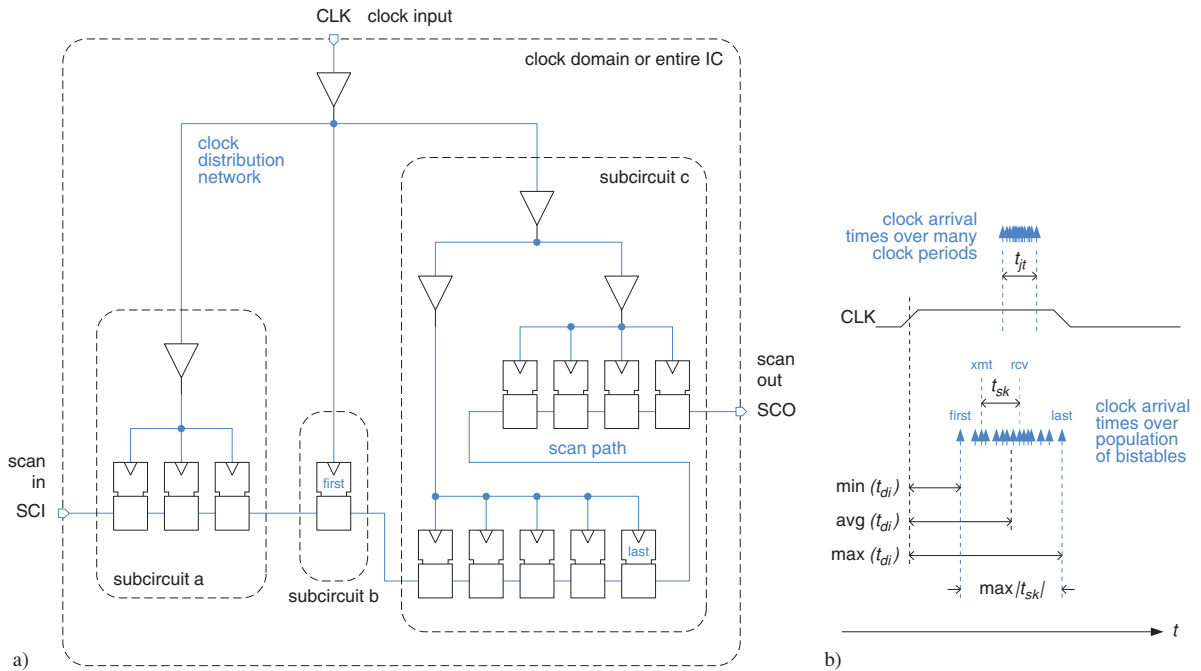 CLK clock input
clock domain or entire IC
clock
distribution
network
subcircuit c
scan
out
SCO
scan path
scan
in
SCI
first
last
subcircuit a
subcircuit b
a)
clock arrival
times over many
clock periods
t_jt
CLK
xmt
rcv
t_sk
first
last
clock arrival
times over
population
of bistables
min (t_di)
avg (t_di)
max (t_di)
max |t_sk|
t
b)